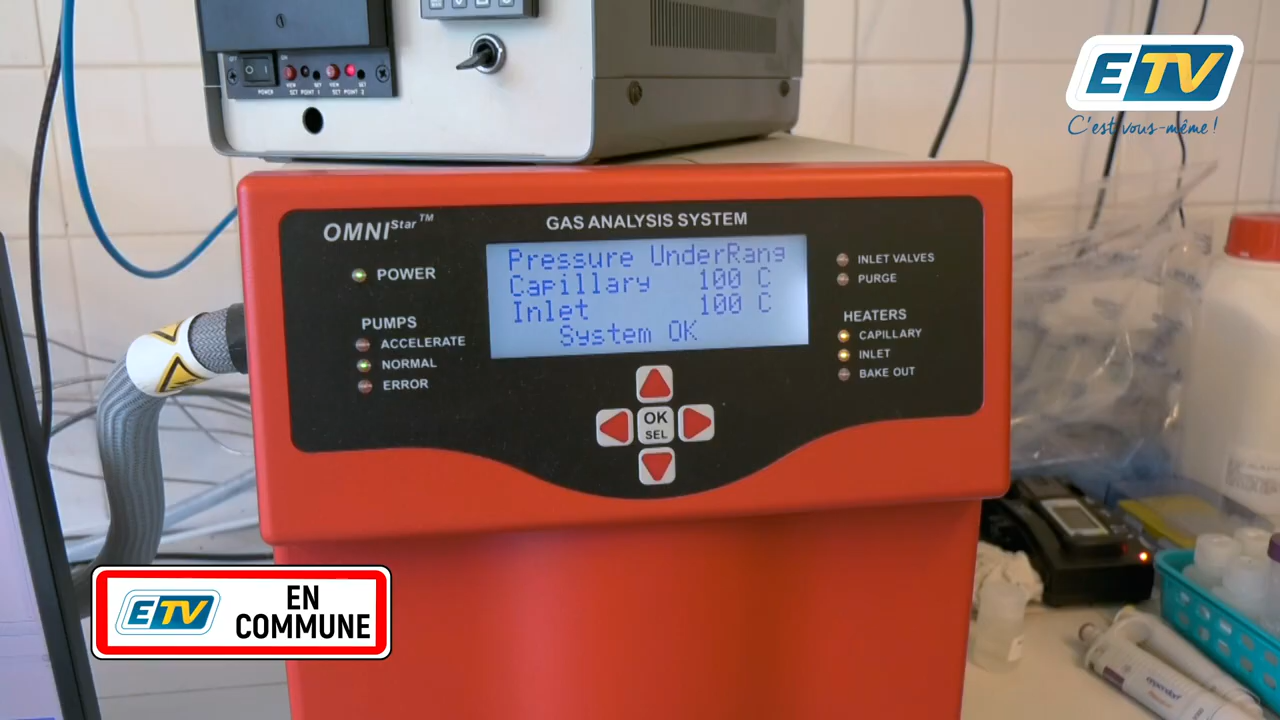 ETV
C'est vous-même !
POWER
SET POINT 1
SET POINT 2
OMNIStar™
GAS ANALYSIS SYSTEM
POWER
PUMPS
ACCELERATE
NORMAL
ERROR
Pressure UnderRang
Capillary 100 C
Inlet 100 C
System OK
INLET VALVES
PURGE
HEATERS
CAPILLARY
INLET
BAKE OUT
OK
SEL
ETV
EN
COMMUNE